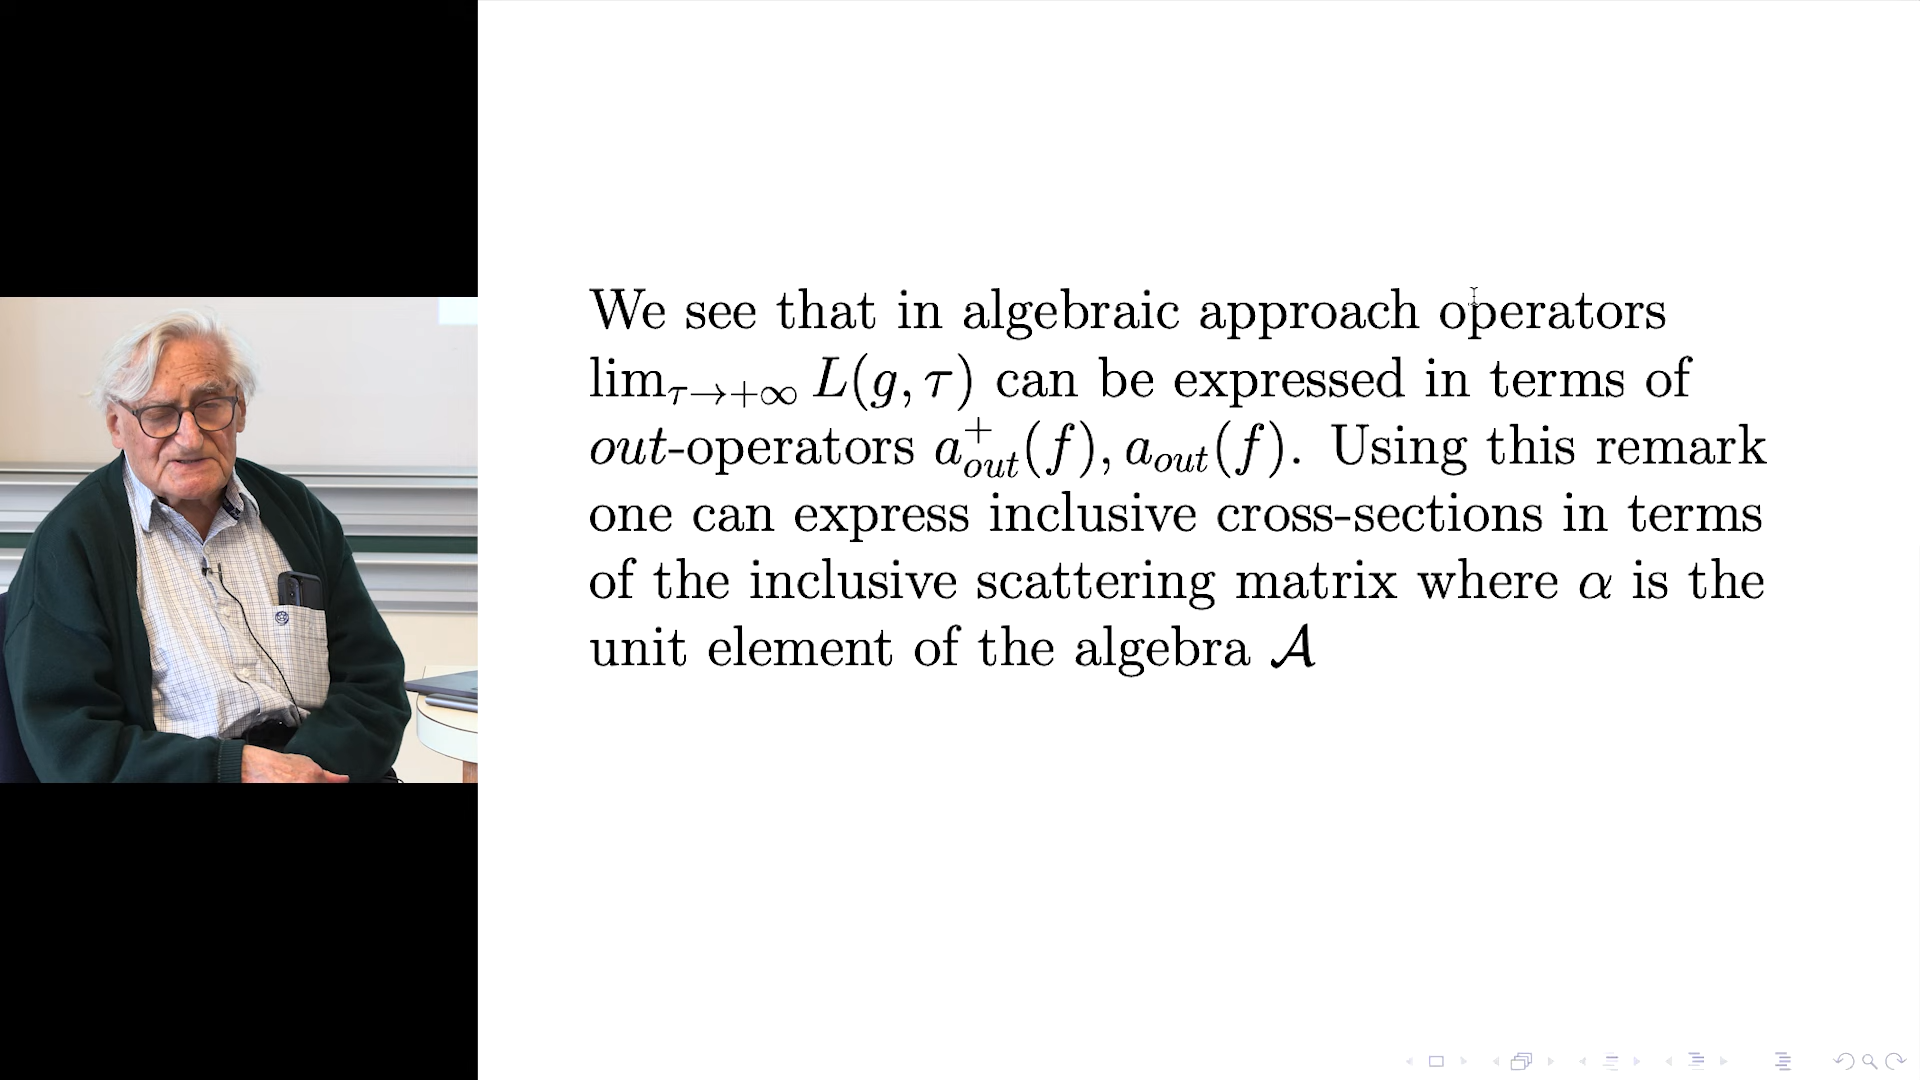 We see that in algebraic approach operators
lim_{τ→+∞} L(g, τ) can be expressed in terms of
out-operators a^+_{out}(f), a_{out}(f). Using this remark
one can express inclusive cross-sections in terms
of the inclusive scattering matrix where α is the
unit element of the algebra 𝒜